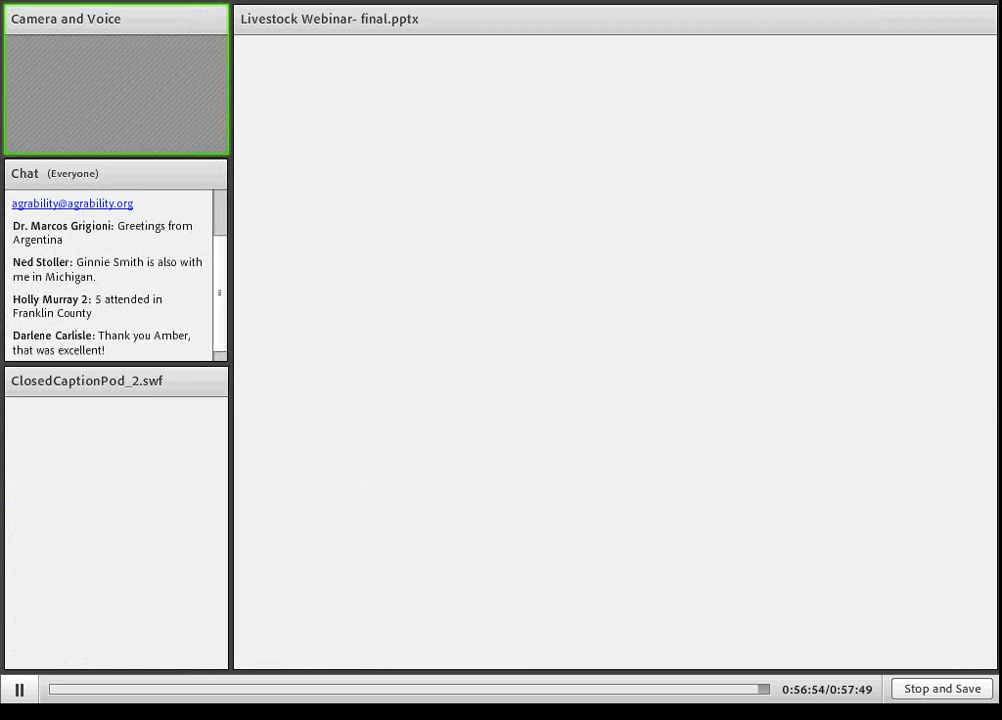 Camera and Voice
Livestock Webinar- final.pptx
Chat (Everyone)
agrability@agrability.org
Dr. Marcos Grigioni: Greetings from
Argentina
Ned Stoller: Ginnie Smith is also with
me in Michigan.
Holly Murray 2: 5 attended in
Franklin County
Darlene Carlisle: Thank you Amber,
that was excellent!
ClosedCaptionPod_2.swf
0:56:54/0:57:49
Stop and Save